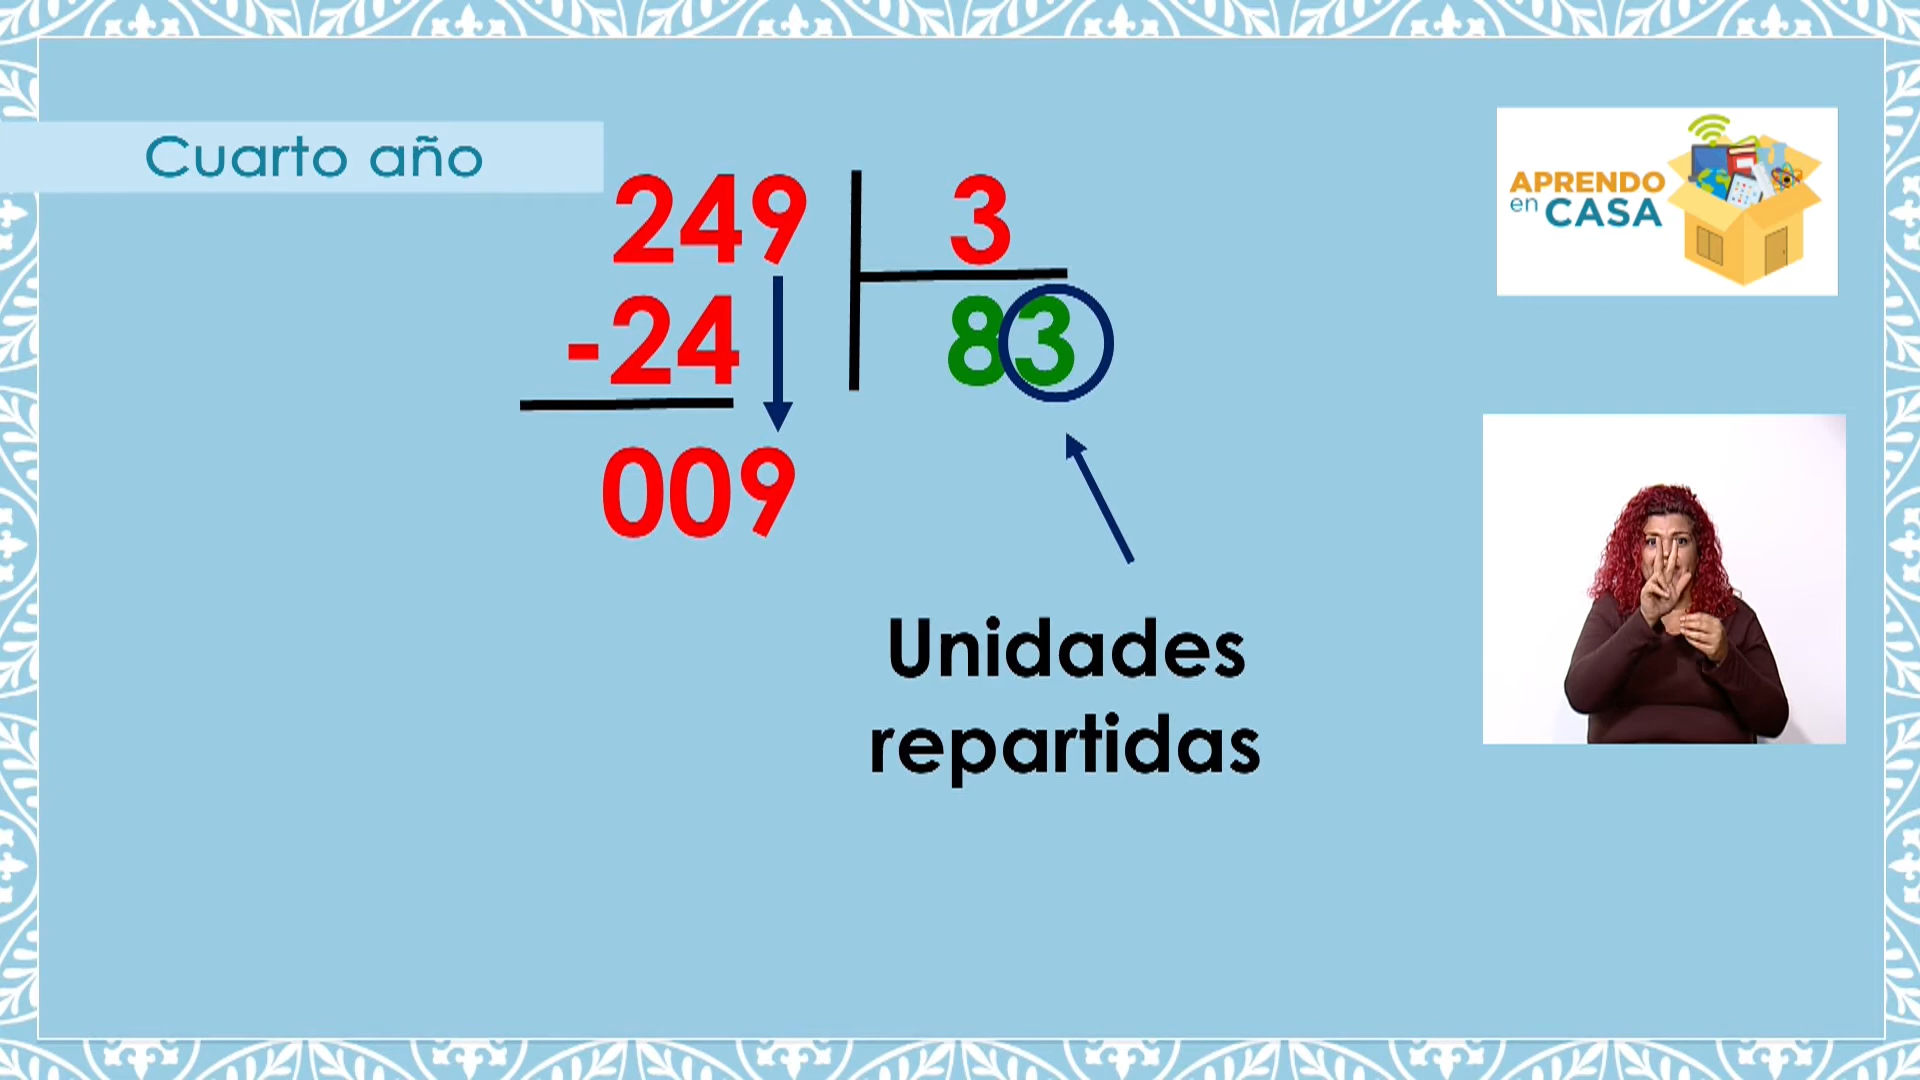 Cuarto año
249 3
-24 83
009
Unidades
repartidas
APRENDO
en CASA